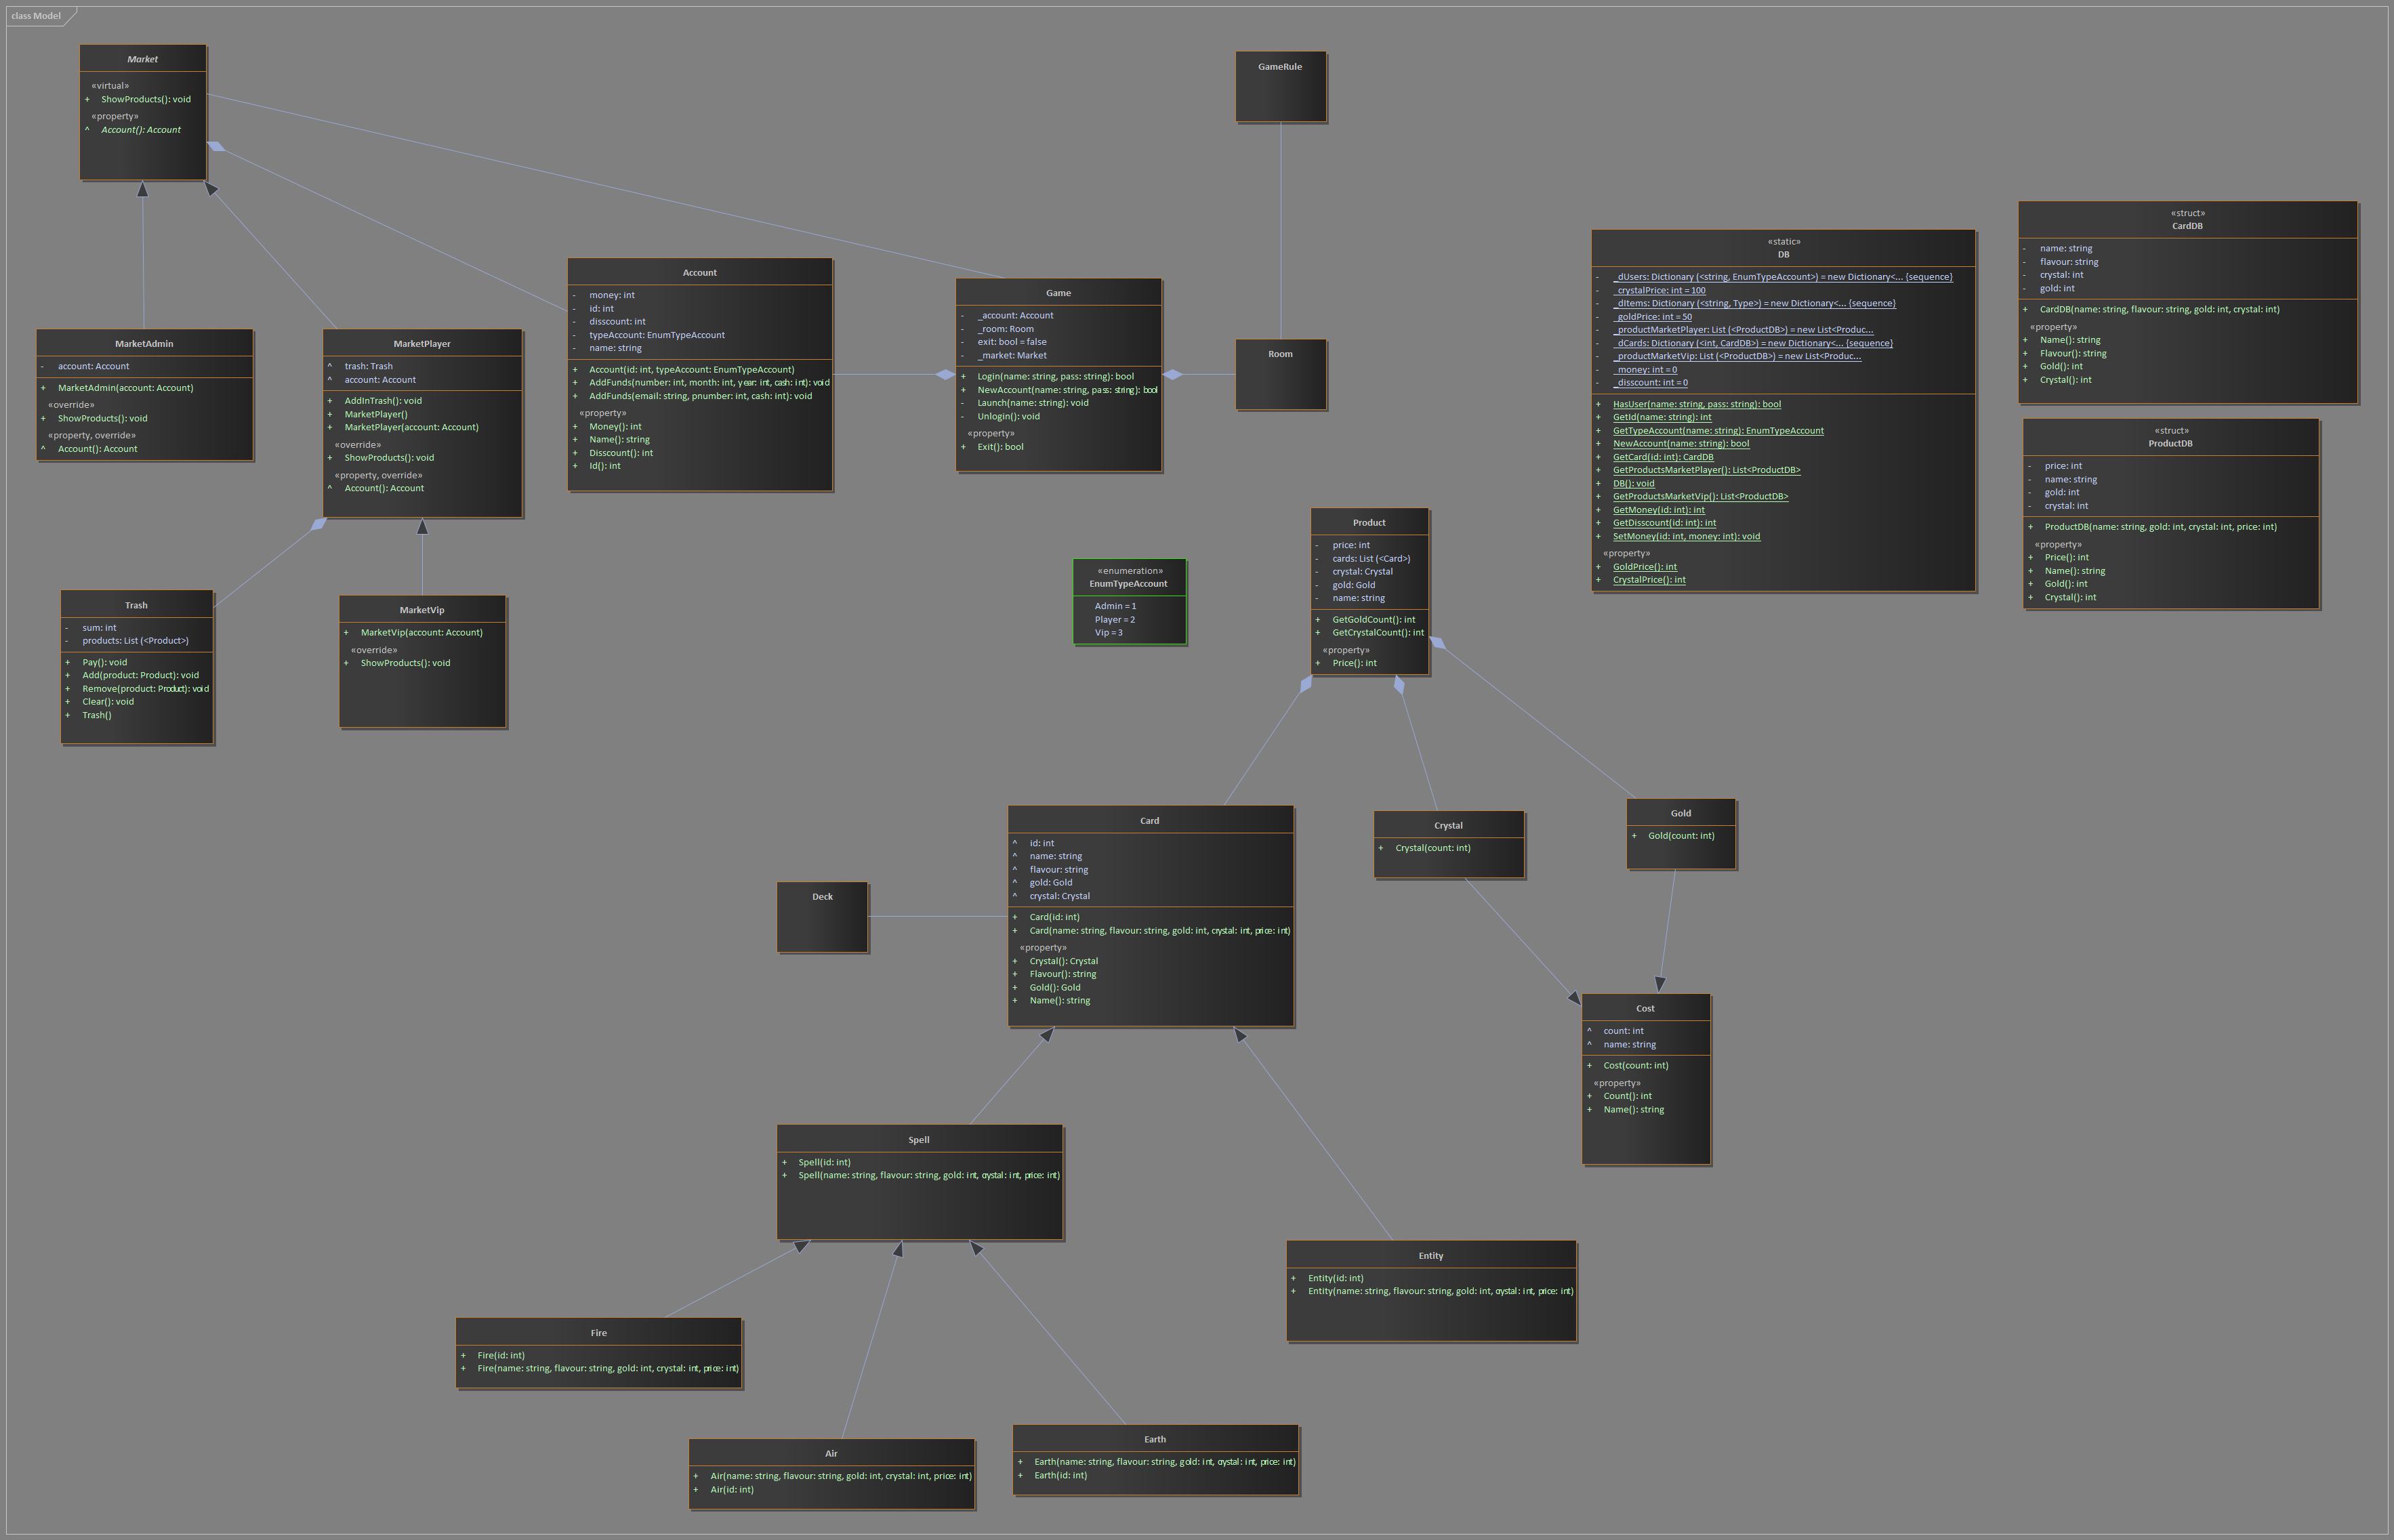 class Model
Market
«virtual»
+ ShowProducts(): void
«property»
^ Account(): Account
GameRule
MarketAdmin
- account: Account
+ MarketAdmin(account: Account)
«override»
+ ShowProducts(): void
«property, override»
^ Account(): Account
MarketPlayer
^ trash: Trash
^ account: Account
+ AddInTrash(): void
+ MarketPlayer()
+ MarketPlayer(account: Account)
«override»
+ ShowProducts(): void
«property, override»
^ Account(): Account
Account
- money: int
- id: int
- disscount: int
- typeAccount: EnumTypeAccount
- name: string
+ Account(id: int, typeAccount: EnumTypeAccount)
+ AddFunds(number: int, month: int, year: int, cash: int): void
+ AddFunds(email: string, pnumber: int, cash: int): void
«property»
+ Money(): int
+ Name(): string
+ Disscount(): int
+ Id(): int
Game
- _account: Account
- _room: Room
- exit: bool = false
- _market: Market
+ Login(name: string, pass: string): bool
+ NewAccount(name: string, pass: string): bool
- Launch(name: string): void
- Unlogin(): void
«property»
+ Exit(): bool
Room
«static»
DB
- _dUsers: Dictionary (<string, EnumTypeAccount>) = new Dictionary<... {sequence}
- _crystalPrice: int = 100
- _dItems: Dictionary (<string, Type>) = new Dictionary<... {sequence}
- _goldPrice: int = 50
- _productMarketPlayer: List (<ProductDB>) = new List<Produc...
- _dCards: Dictionary (<int, CardDB>) = new Dictionary<... {sequence}
- _productMarketVip: List (<ProductDB>) = new List<Produc...
- _money: int = 0
- _disscount: int = 0
+ HasUser(name: string, pass: string): bool
+ GetId(name: string): int
+ GetTypeAccount(name: string): EnumTypeAccount
+ NewAccount(name: string): bool
+ GetCard(id: int): CardDB
+ GetProductsMarketPlayer(): List<ProductDB>
+ DB(): void
+ GetProductsMarketVip(): List<ProductDB>
+ GetMoney(id: int): int
+ GetDisscount(id: int): int
+ SetMoney(id: int, money: int): void
«property»
+ GoldPrice(): int
+ CrystalPrice(): int
«struct»
CardDB
- name: string
- flavour: string
- crystal: int
- gold: int
+ CardDB(name: string, flavour: string, gold: int, crystal: int)
«property»
+ Name(): string
+ Flavour(): string
+ Gold(): int
+ Crystal(): int
«struct»
ProductDB
- price: int
- name: string
- gold: int
- crystal: int
+ ProductDB(name: string, gold: int, crystal: int, price: int)
«property»
+ Price(): int
+ Name(): string
+ Gold(): int
+ Crystal(): int
Trash
- sum: int
- products: List (<Product>)
+ Pay(): void
+ Add(product: Product): void
+ Remove(product: Product): void
+ Clear(): void
+ Trash()
MarketVip
+ MarketVip(account: Account)
«override»
+ ShowProducts(): void
«enumeration»
EnumTypeAccount
Admin = 1
Player = 2
Vip = 3
Product
- price: int
- cards: List (<Card>)
- crystal: Crystal
- gold: Gold
- name: string
+ GetGoldCount(): int
+ GetCrystalCount(): int
«property»
+ Price(): int
Deck
Card
^ id: int
^ name: string
^ flavour: string
^ gold: Gold
^ crystal: Crystal
+ Card(id: int)
+ Card(name: string, flavour: string, gold: int, crystal: int, price: int)
«property»
+ Crystal(): Crystal
+ Flavour(): string
+ Gold(): Gold
+ Name(): string
Crystal
+ Crystal(count: int)
Gold
+ Gold(count: int)
Cost
^ count: int
^ name: string
+ Cost(count: int)
«property»
+ Count(): int
+ Name(): string
Spell
+ Spell(id: int)
+ Spell(name: string, flavour: string, gold: int, crystal: int, price: int)
Entity
+ Entity(id: int)
+ Entity(name: string, flavour: string, gold: int, crystal: int, price: int)
Fire
+ Fire(id: int)
+ Fire(name: string, flavour: string, gold: int, crystal: int, price: int)
Air
+ Air(name: string, flavour: string, gold: int, crystal: int, price: int)
+ Air(id: int)
Earth
+ Earth(name: string, flavour: string, gold: int, crystal: int, price: int)
+ Earth(id: int)